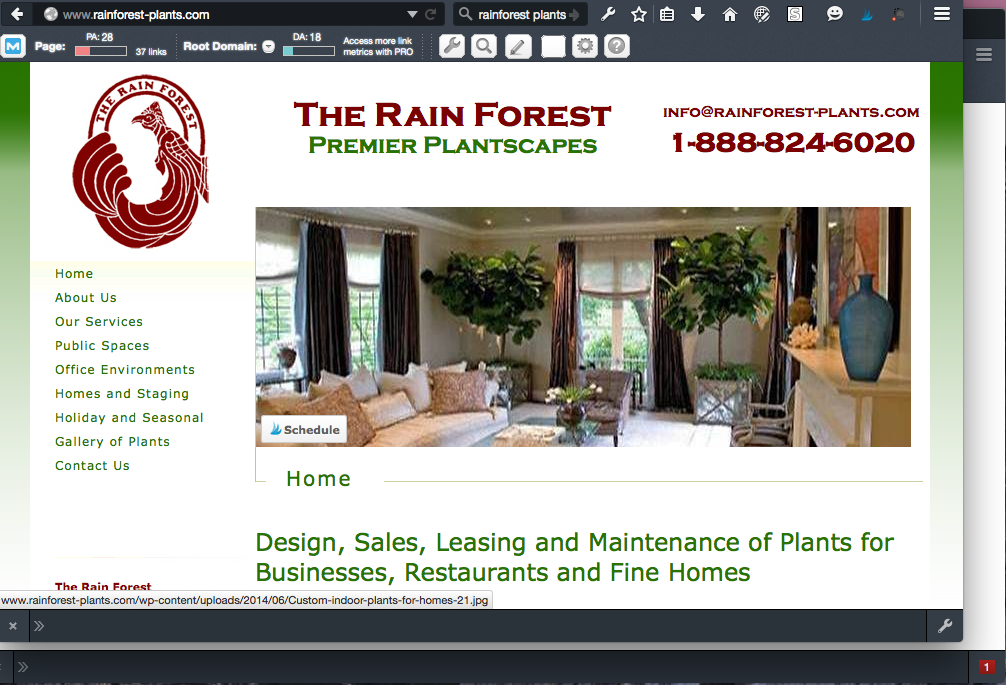 www.rainforest-plants.com
rainforest plants
M
Page:
PA: 28
37 links
Root Domain:
DA: 18
Access more link
metrics with PRO
THE RAIN FOREST
THE RAIN FOREST
PREMIER PLANTSCAPES
INFO@RAINFOREST-PLANTS.COM
1-888-824-6020
Home
About Us
Our Services
Public Spaces
Office Environments
Homes and Staging
Holiday and Seasonal
Gallery of Plants
Contact Us
Schedule
Home
Design, Sales, Leasing and Maintenance of Plants for
Businesses, Restaurants and Fine Homes
The Rain Forest
www.rainforest-plants.com/wp-content/uploads/2014/06/Custom-indoor-plants-for-homes-21.jpg
1